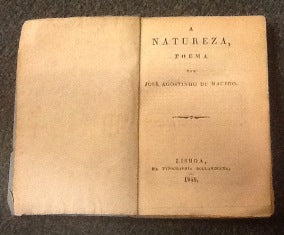 A
NATUREZA,
POEMA
POR
JOSÉ AGOSTINHO DE MACEDO.
LISBOA,
NA TYPOGRAPHIA ROLLANDIANA.
1846.